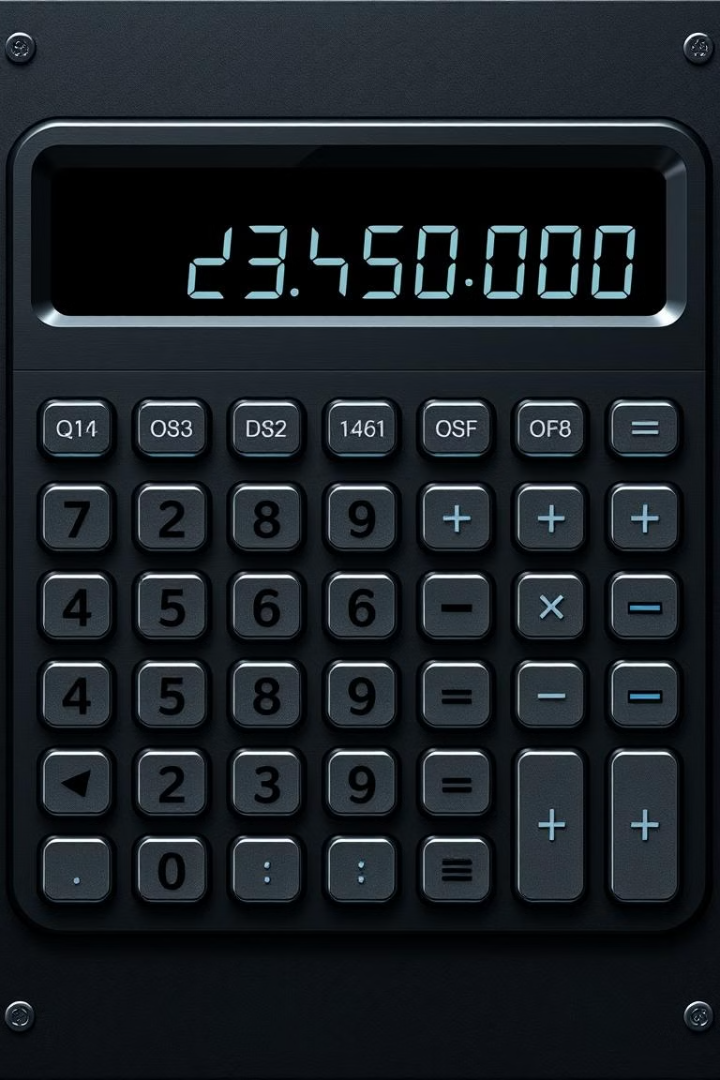 23.450.000
Q14 OS3 DS2 1461 OSF OF8 =
7 2 8 9 + + +
4 5 6 6 − × −
4 5 8 9 = − −
◀ 2 3 9 = + +
. 0 : : ≡